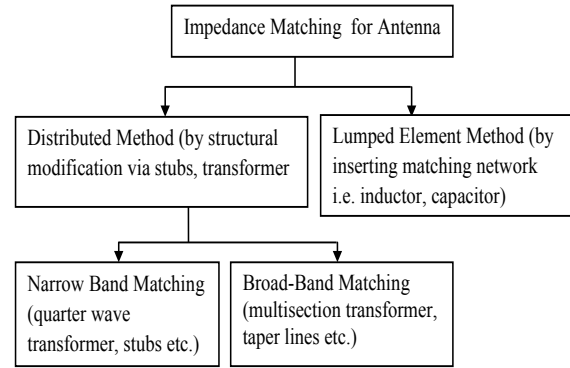 Impedance Matching for Antenna
Distributed Method (by structural
modification via stubs, transformer
Lumped Element Method (by
inserting matching network
i.e. inductor, capacitor)
Narrow Band Matching
(quarter wave
transformer, stubs etc.)
Broad-Band Matching
(multisection transformer,
taper lines etc.)